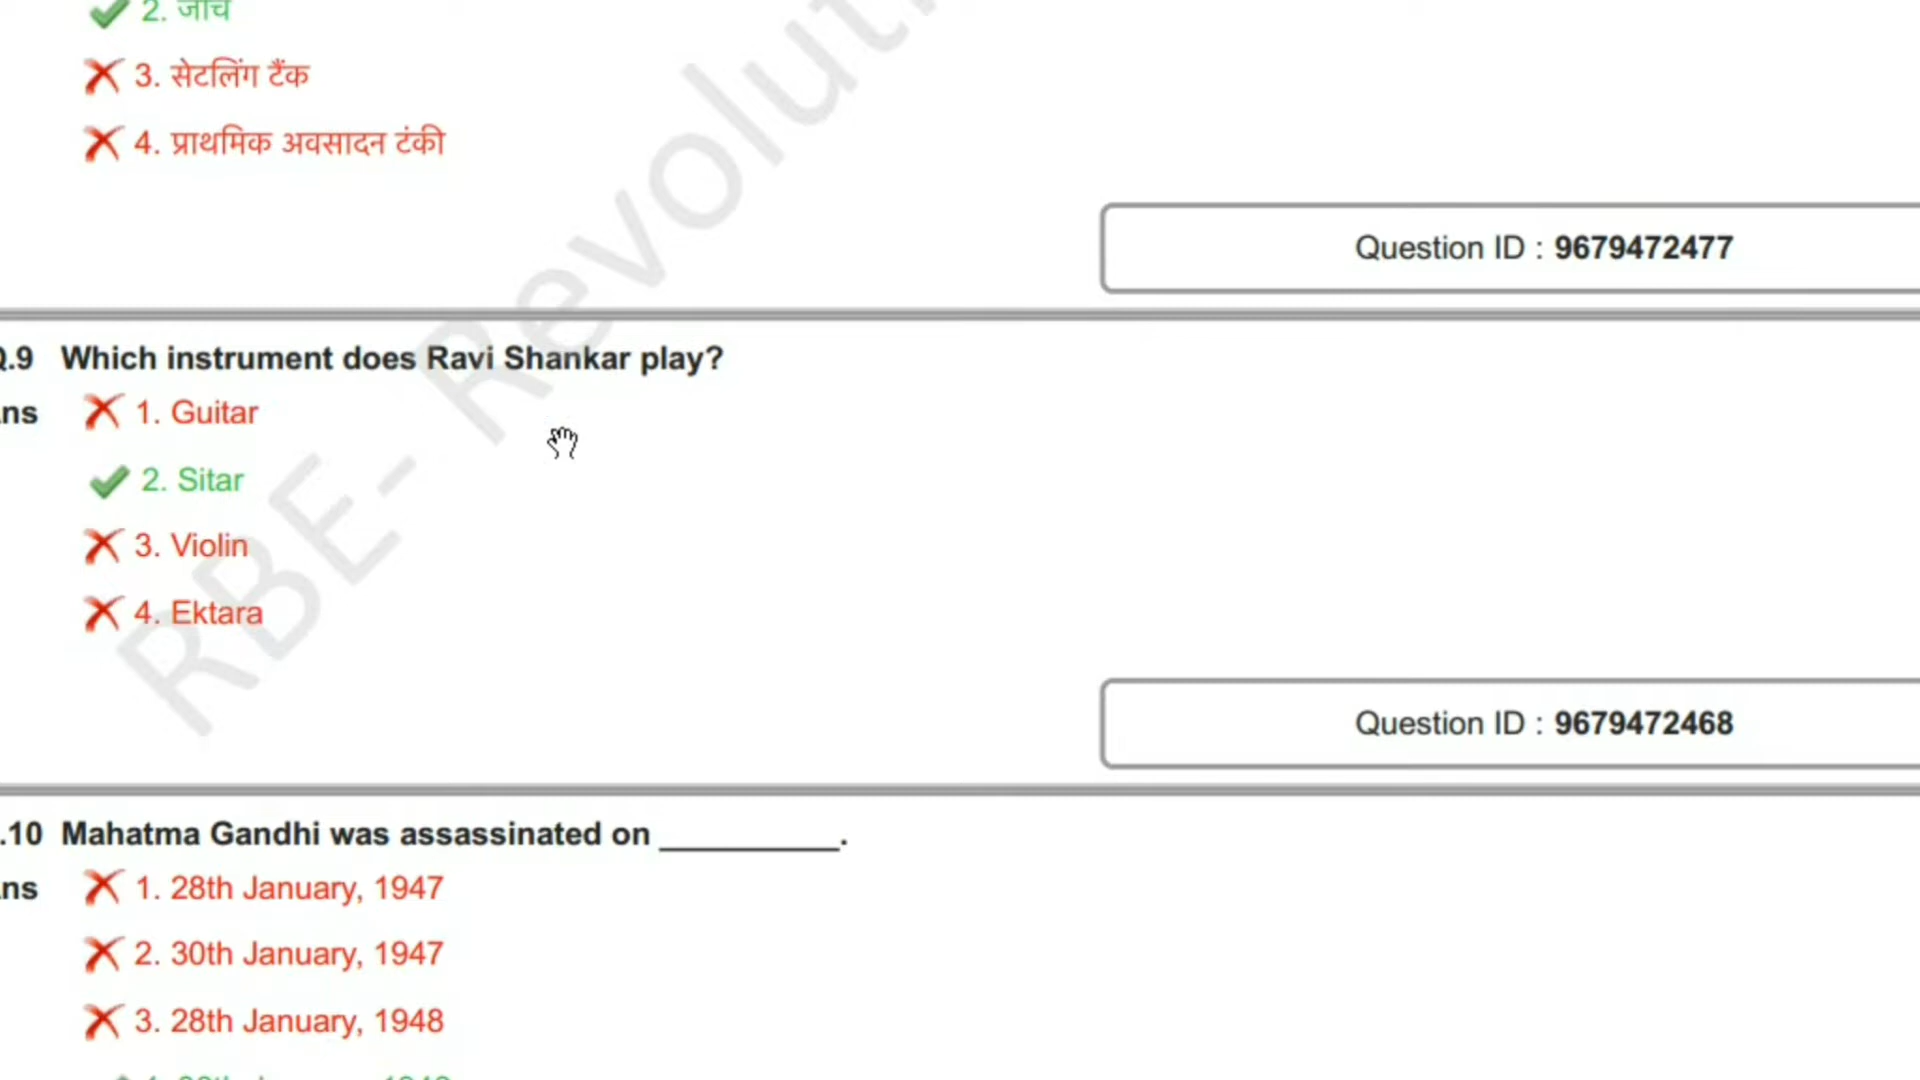 2. जाँच
3. सेटलिंग टैंक
4. प्राथमिक अवसादन टंकी
Question ID : 9679472477
Q.9 Which instrument does Ravi Shankar play?
ns 1. Guitar
2. Sitar
3. Violin
4. Ektara
Question ID : 9679472468
.10 Mahatma Gandhi was assassinated on __________.
ns 1. 28th January, 1947
2. 30th January, 1947
3. 28th January, 1948
RBE- Revolut